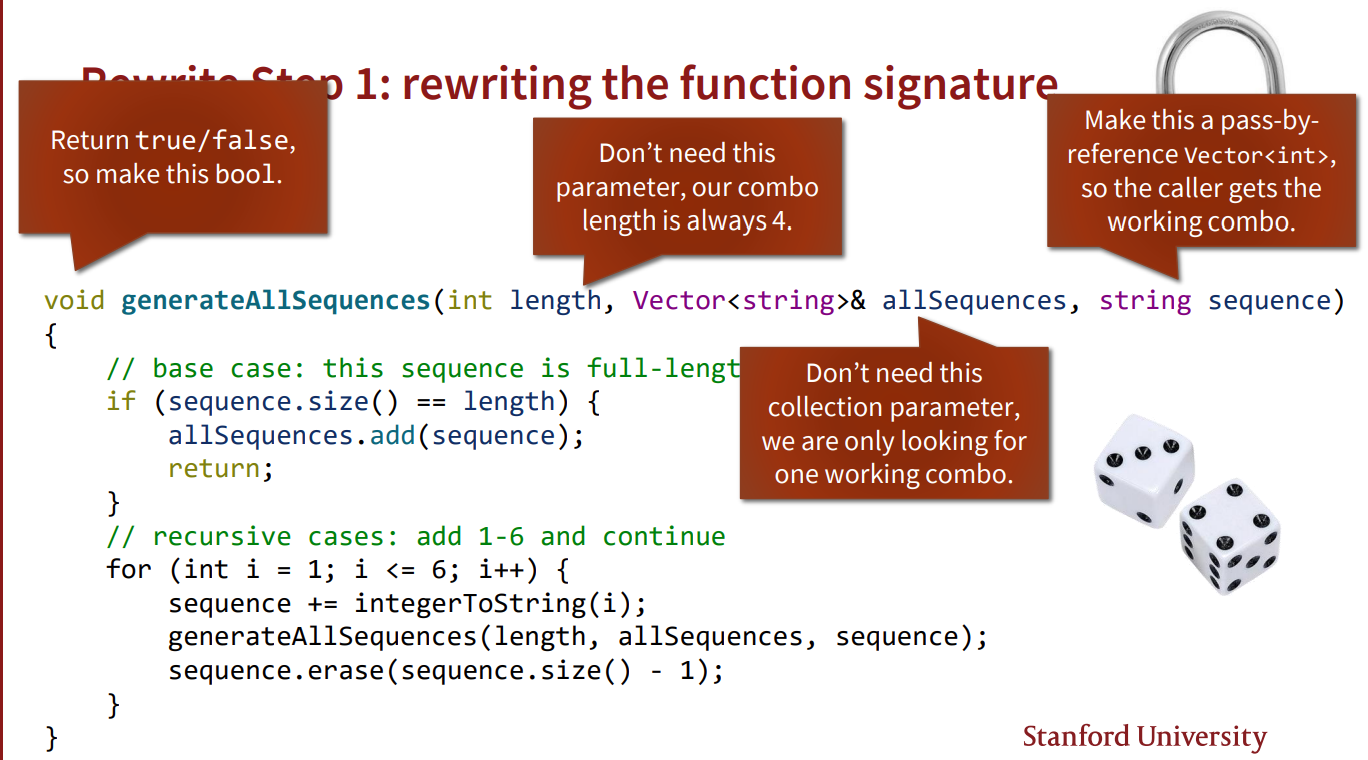 Rewrite Step 1: rewriting the function signature
Return true/false,
so make this bool.
Don’t need this
parameter, our combo
length is always 4.
Make this a pass-by-
reference Vector<int>,
so the caller gets the
working combo.
void generateAllSequences(int length, Vector<string>& allSequences, string sequence)
{
// base case: this sequence is full-lengt
if (sequence.size() == length) {
allSequences.add(sequence);
return;
}
Don’t need this
collection parameter,
we are only looking for
one working combo.
// recursive cases: add 1-6 and continue
for (int i = 1; i <= 6; i++) {
sequence += integerToString(i);
generateAllSequences(length, allSequences, sequence);
sequence.erase(sequence.size() - 1);
}
}
Stanford University